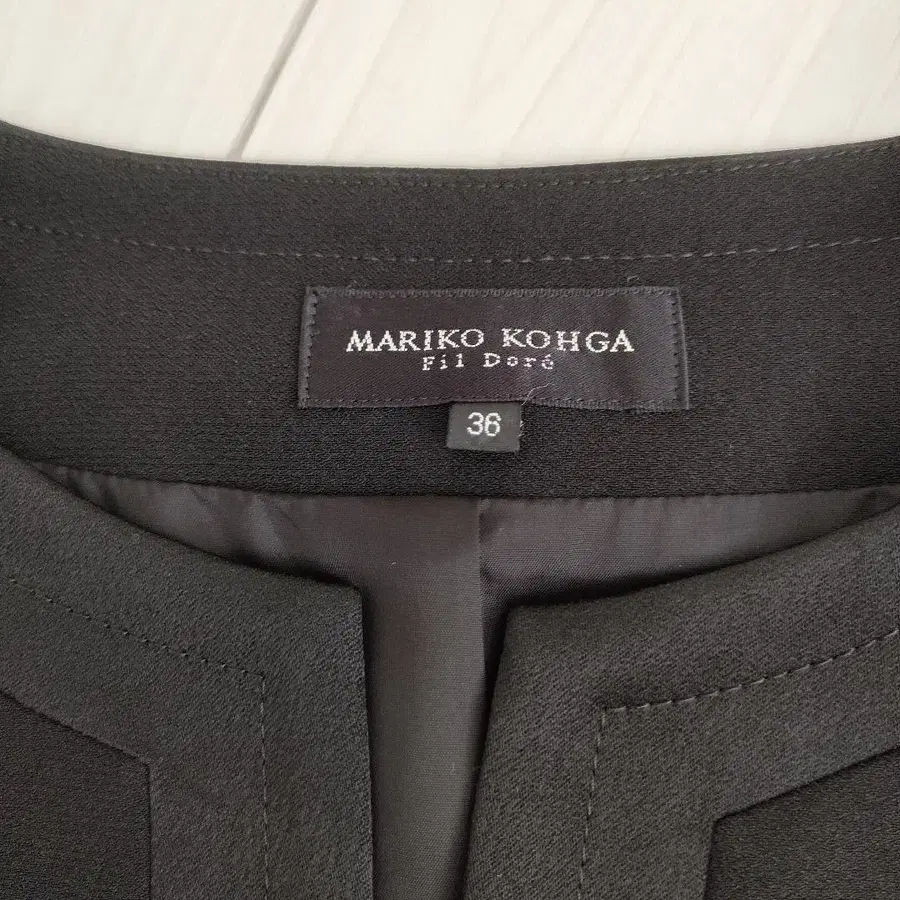 MARIKO KOHGA
Fil Doré
36